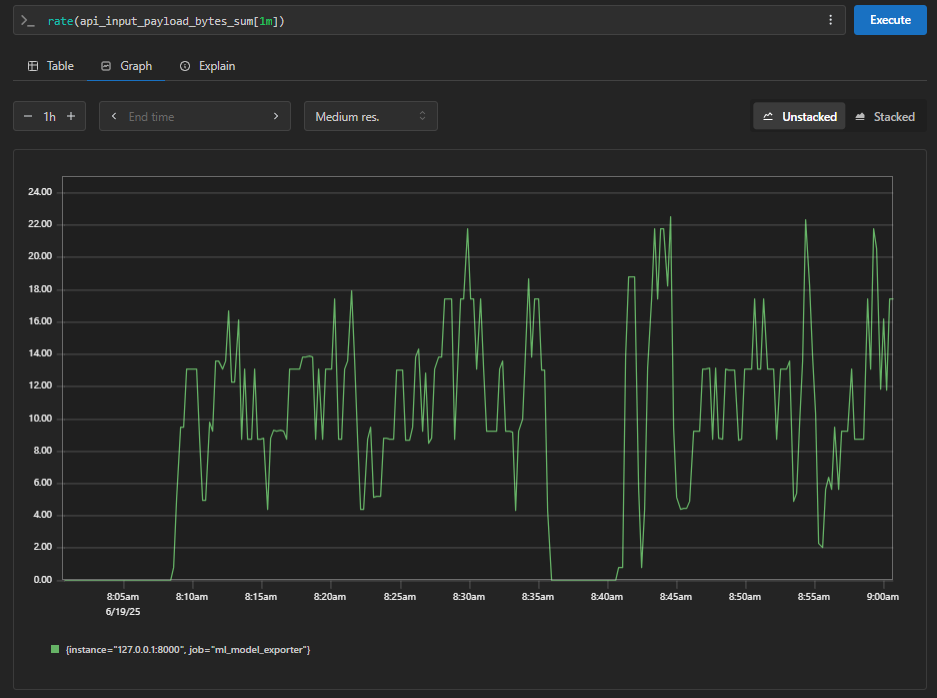 rate(api_input_payload_bytes_sum[1m])
Execute
Table Graph Explain
1h End time Medium res. Unstacked Stacked
24.00
22.00
20.00
18.00
16.00
14.00
12.00
10.00
8.00
6.00
4.00
2.00
0.00
8:05am 8:10am 8:15am 8:20am 8:25am 8:30am 8:35am 8:40am 8:45am 8:50am 8:55am 9:00am
6/19/25
{instance="127.0.0.1:8000", job="ml_model_exporter"}